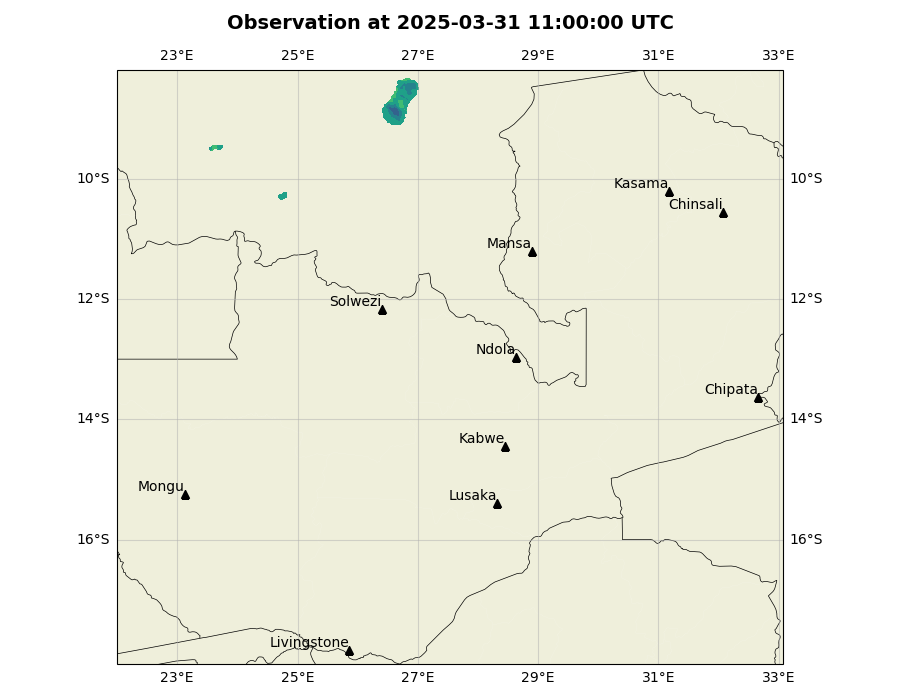 Observation at 2025-03-31 11:00:00 UTC
23°E 25°E 27°E 29°E 31°E 33°E
10°S 10°S
Kasama
Chinsali
Mansa
12°S 12°S
Solwezi
Ndola
Chipata
14°S 14°S
Kabwe
Mongu
Lusaka
16°S 16°S
Livingstone
23°E 25°E 27°E 29°E 31°E 33°E